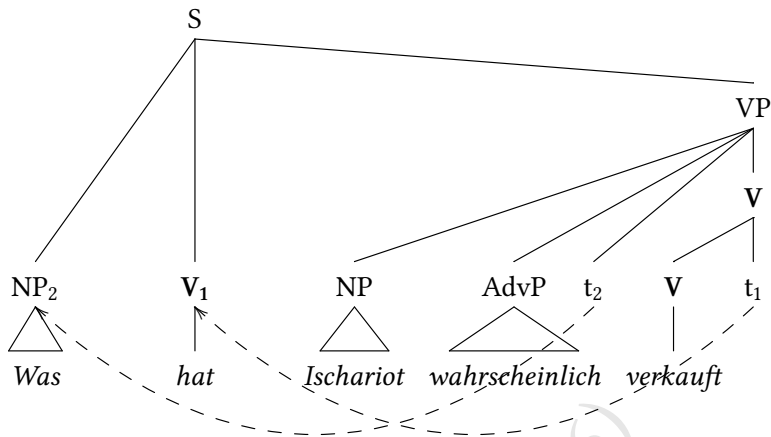 S
VP
V
NP₂ V₁ NP AdvP t₂ V t₁
Was hat Ischariot wahrscheinlich verkauft